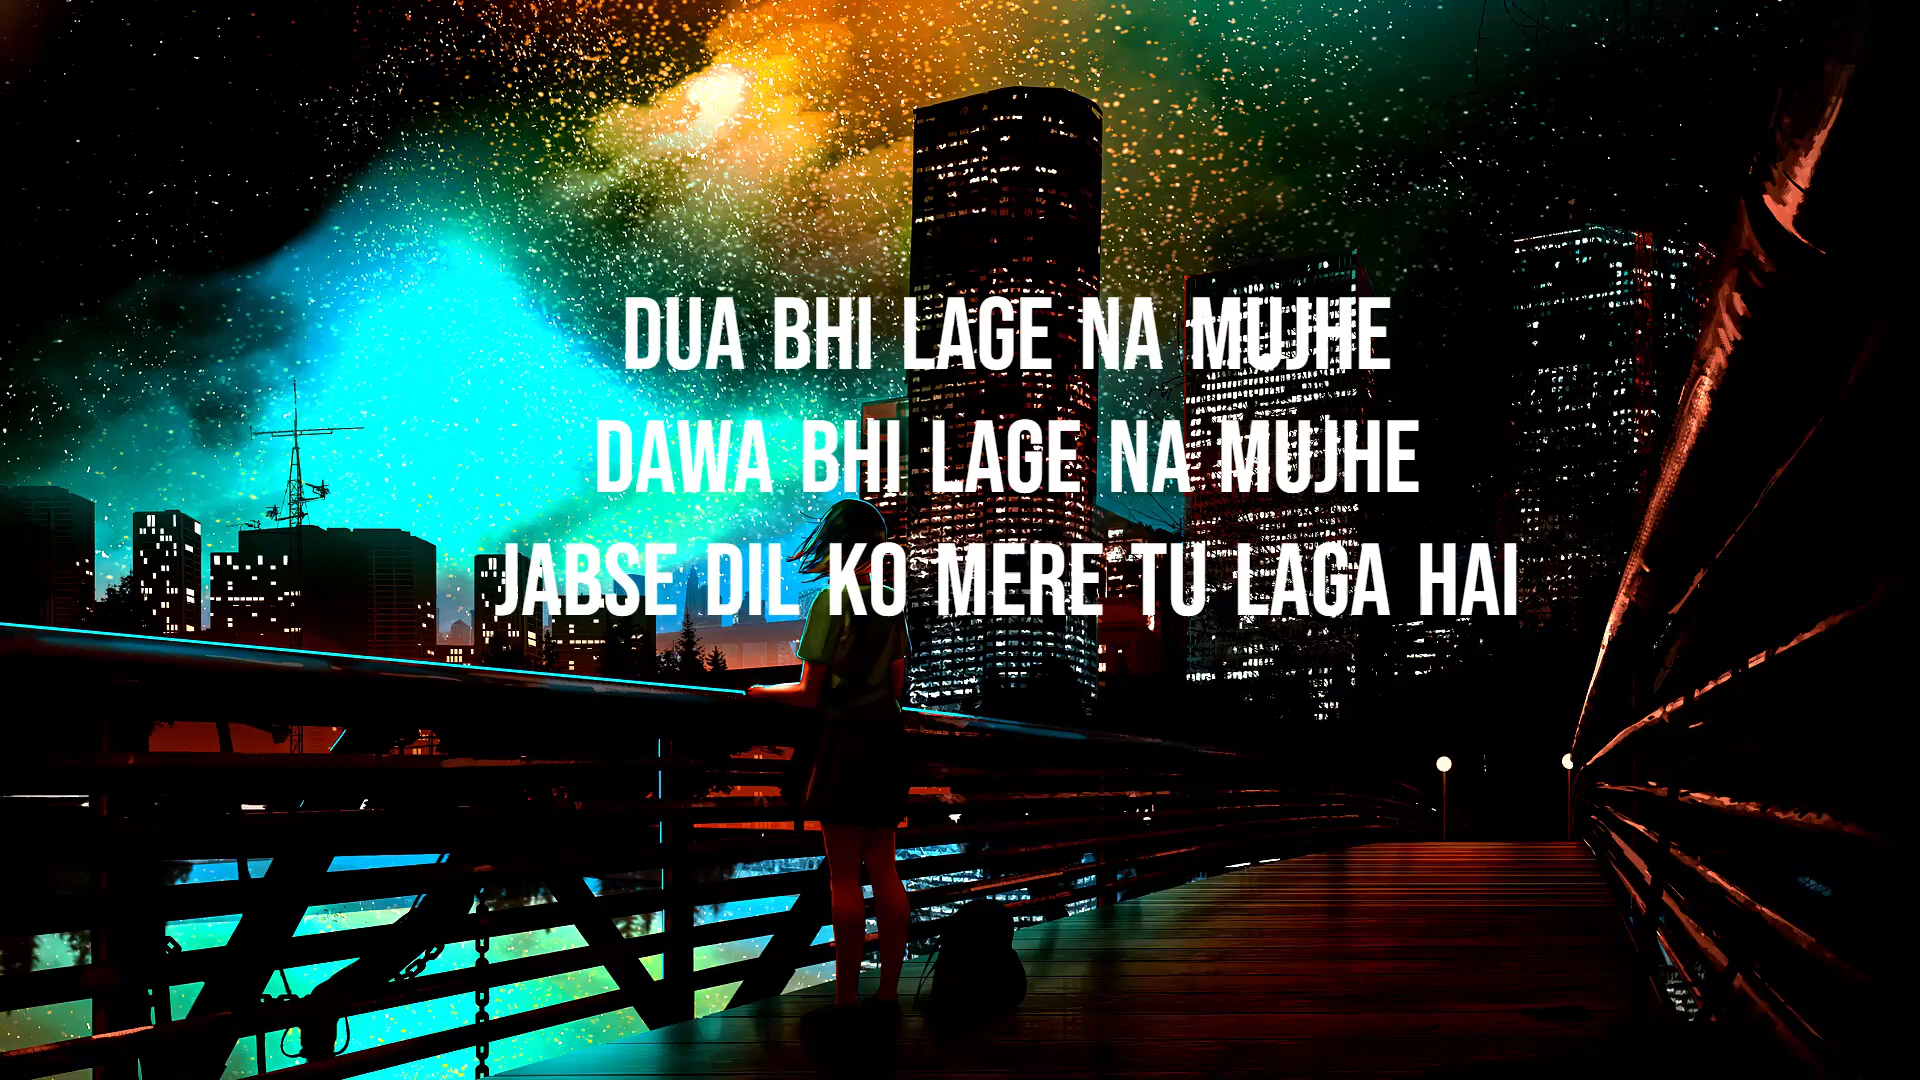 DUA BHI LAGE NA MUJHE
DAWA BHI LAGE NA MUJHE
JABSE DIL KO MERE TU LAGA HAI